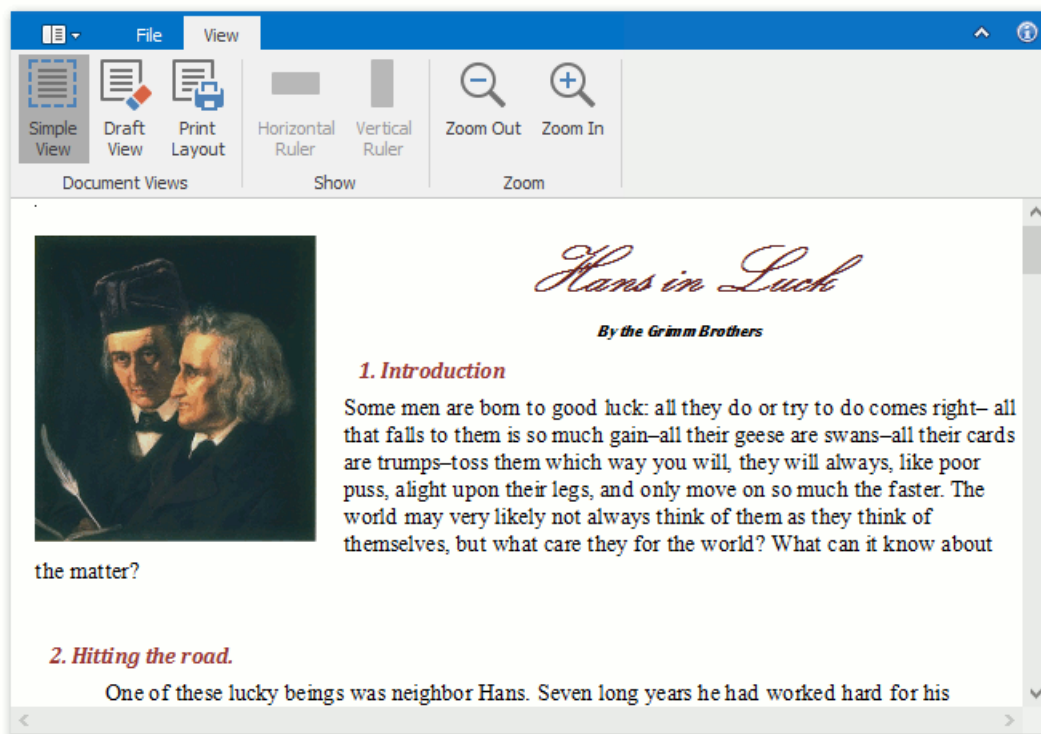 File
View
Simple View
Draft View
Print Layout
Horizontal Ruler
Vertical Ruler
Zoom Out
Zoom In
Document Views
Show
Zoom
Hans in Luck
By the Grimm Brothers
1. Introduction
Some men are born to good luck: all they do or try to do comes right– all
that falls to them is so much gain–all their geese are swans–all their cards
are trumps–toss them which way you will, they will always, like poor
puss, alight upon their legs, and only move on so much the faster. The
world may very likely not always think of them as they think of
themselves, but what care they for the world? What can it know about
the matter?
2. Hitting the road.
One of these lucky beings was neighbor Hans. Seven long years he had worked hard for his